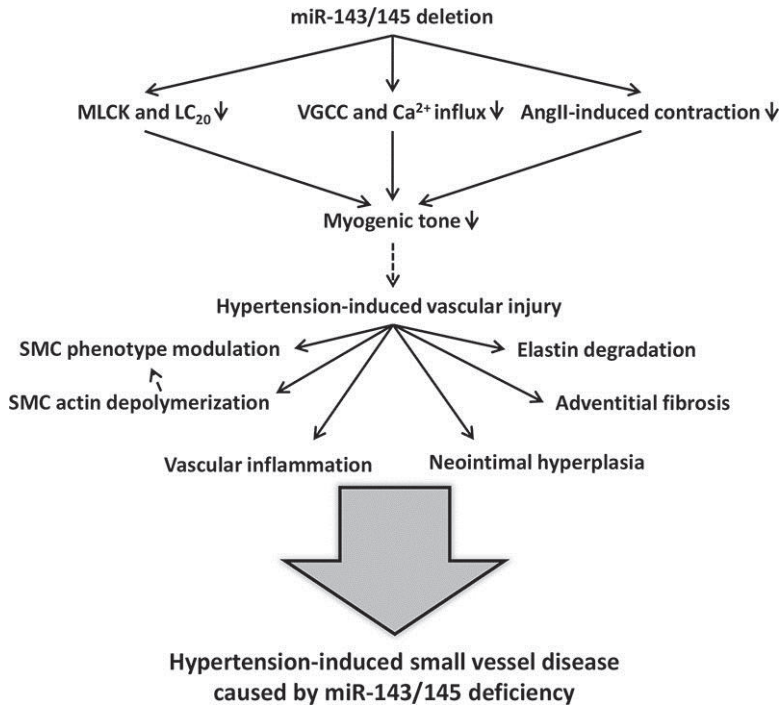 miR-143/145 deletion
MLCK and LC₂₀ ↓
VGCC and Ca²⁺ influx ↓
AngII-induced contraction ↓
Myogenic tone ↓
Hypertension-induced vascular injury
SMC phenotype modulation
Elastin degradation
SMC actin depolymerization
Adventitial fibrosis
Vascular inflammation
Neointimal hyperplasia
Hypertension-induced small vessel disease
caused by miR-143/145 deficiency